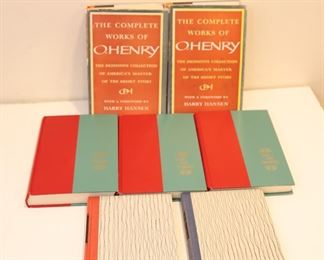 THE COMPLETE
WORKS OF
O.HENRY
THE DEFINITIVE COLLECTION
OF AMERICA'S MASTER
OF THE SHORT STORY
WITH A FOREWORD BY
HARRY HANSEN
THE COMPLETE
WORKS OF
O.HENRY
THE DEFINITIVE COLLECTION
OF AMERICA'S MASTER
OF THE SHORT STORY
WITH A FOREWORD BY
HARRY HANSEN